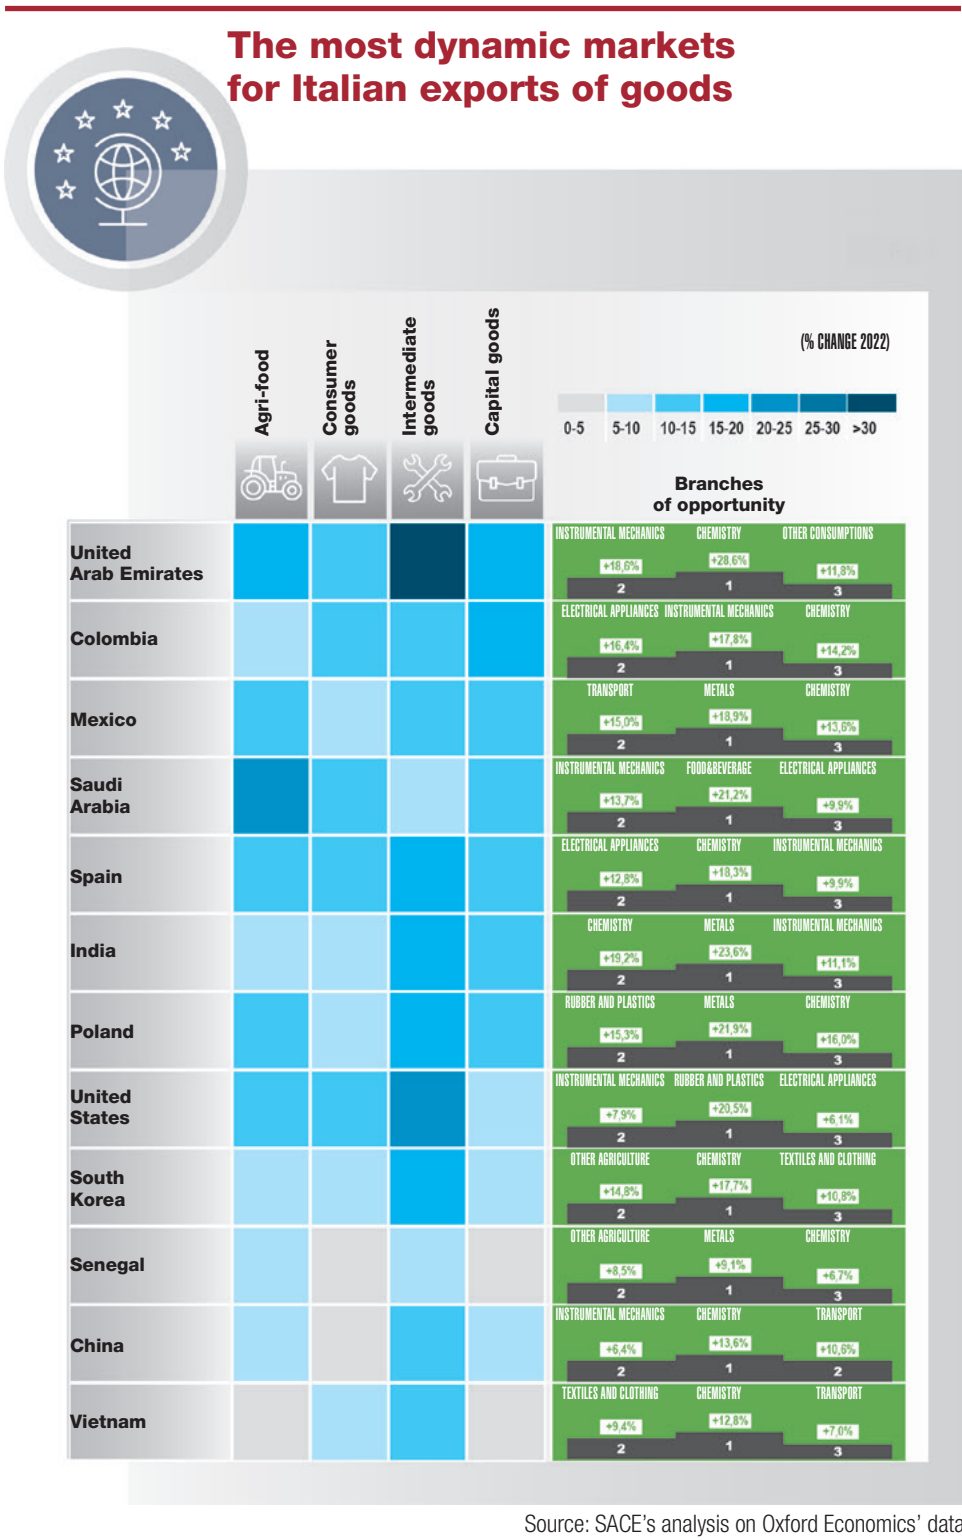 The most dynamic markets
for Italian exports of goods
Agri-food
Consumer
goods
Intermediate
goods
Capital goods
(% CHANGE 2022)
0-5 5-10 10-15 15-20 20-25 25-30 >30
Branches
of opportunity
United
Arab Emirates
INSTRUMENTAL MECHANICS CHEMISTRY OTHER CONSUMPTIONS
+18,6% +28,6% +11,8%
2 1 3
Colombia
ELECTRICAL APPLIANCES INSTRUMENTAL MECHANICS CHEMISTRY
+16,4% +17,8% +14,2%
2 1 3
Mexico
TRANSPORT METALS CHEMISTRY
+15,0% +18,9% +13,6%
2 1 3
Saudi
Arabia
INSTRUMENTAL MECHANICS FOOD&BEVERAGE ELECTRICAL APPLIANCES
+13,7% +21,2% +9,9%
2 1 3
Spain
ELECTRICAL APPLIANCES CHEMISTRY INSTRUMENTAL MECHANICS
+12,8% +18,3% +9,9%
2 1 3
India
CHEMISTRY METALS INSTRUMENTAL MECHANICS
+19,2% +23,6% +11,1%
2 1 3
Poland
RUBBER AND PLASTICS METALS CHEMISTRY
+15,3% +21,9% +16,0%
2 1 3
United
States
INSTRUMENTAL MECHANICS RUBBER AND PLASTICS ELECTRICAL APPLIANCES
+7,9% +20,5% +6,1%
2 1 3
South
Korea
OTHER AGRICULTURE CHEMISTRY TEXTILES AND CLOTHING
+14,8% +17,7% +10,8%
2 1 3
Senegal
OTHER AGRICULTURE METALS CHEMISTRY
+8,5% +9,1% +6,7%
2 1 3
China
INSTRUMENTAL MECHANICS CHEMISTRY TRANSPORT
+6,4% +13,6% +10,6%
2 1 2
Vietnam
TEXTILES AND CLOTHING CHEMISTRY TRANSPORT
+9,4% +12,8% +7,0%
2 1 3
Source: SACE's analysis on Oxford Economics' data